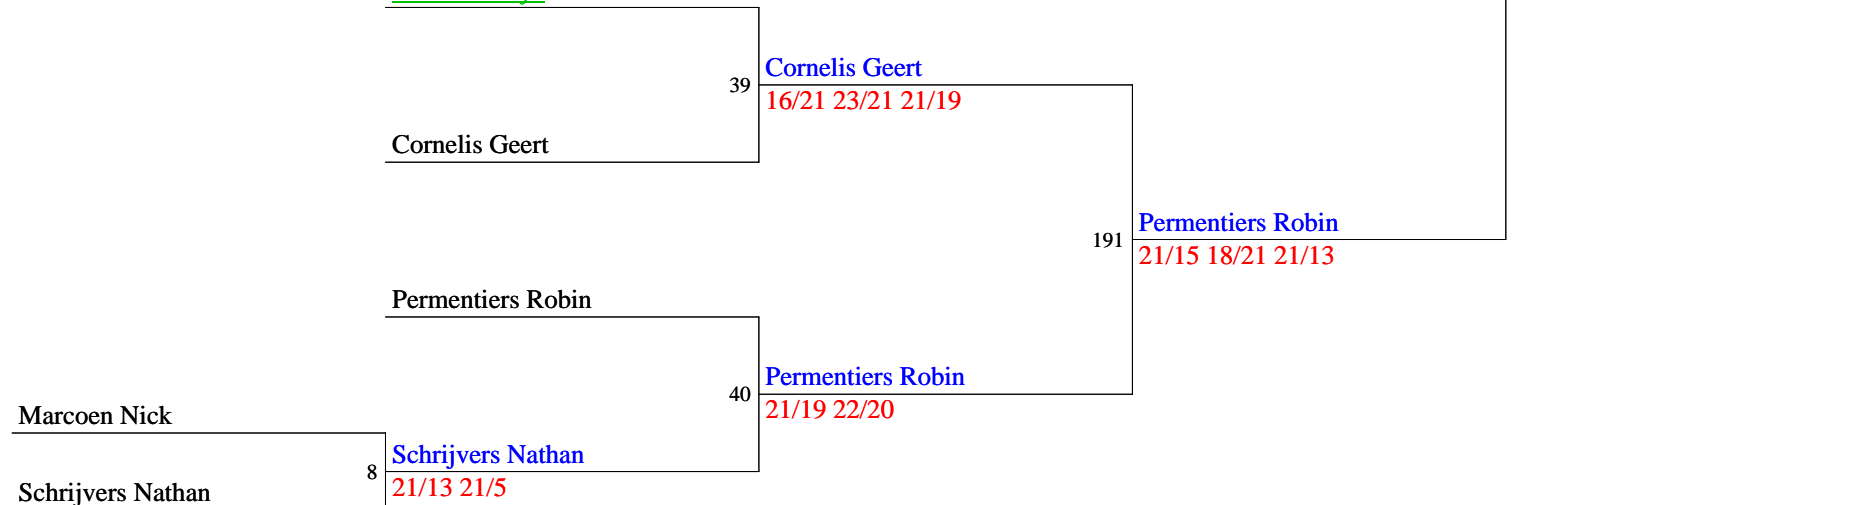 Cornelis Geert
39
16/21 23/21 21/19
Cornelis Geert
Permentiers Robin
191
21/15 18/21 21/13
Permentiers Robin
Permentiers Robin
40
21/19 22/20
Marcoen Nick
Schrijvers Nathan
8
21/13 21/5
Schrijvers Nathan